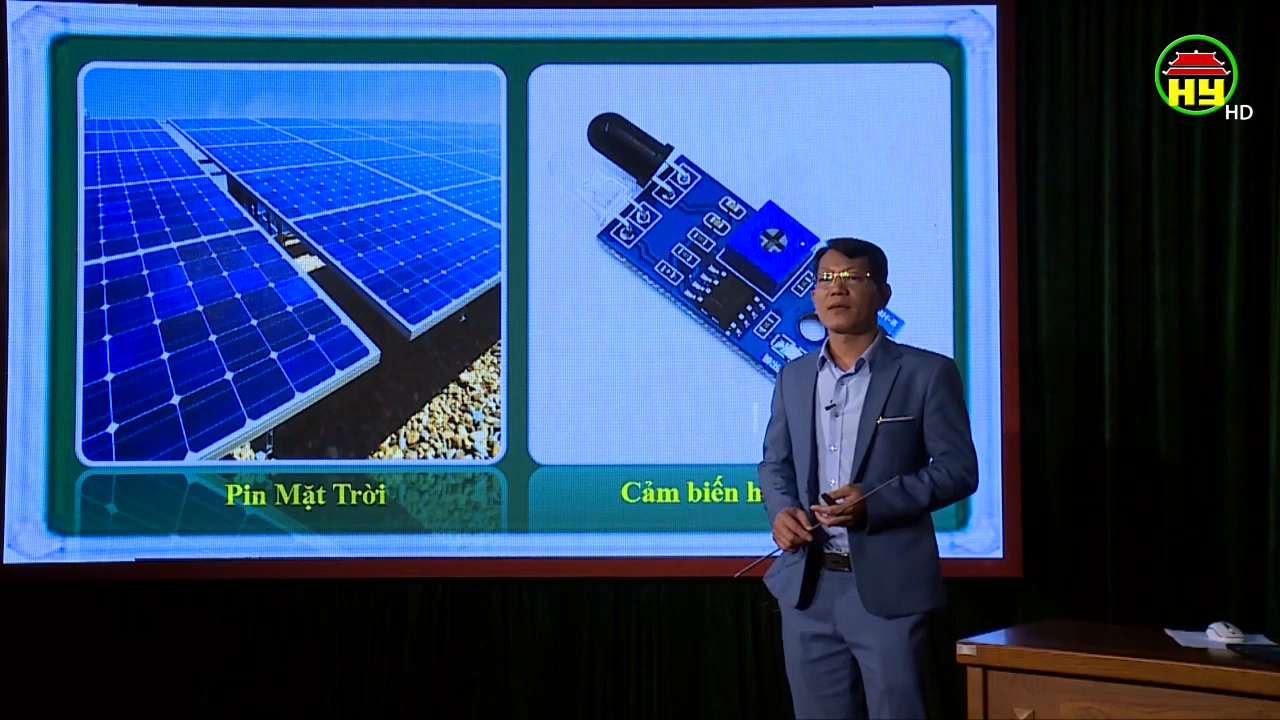 HY
HD
Pin Mặt Trời
Cảm biến h